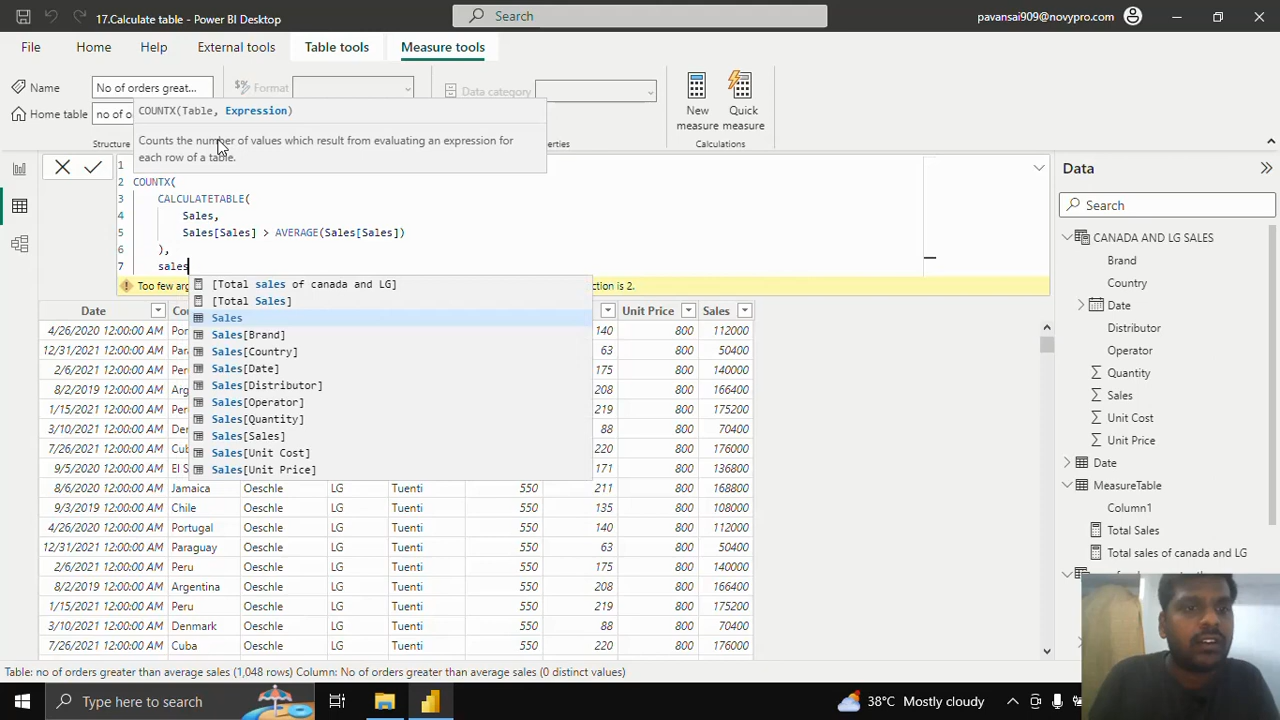 17.Calculate table - Power BI Desktop
Search
pavansai909@novypro.com
File Home Help External tools Table tools Measure tools
Name No of orders great...
Format
Data category
Home table no of o
New measure
Quick measure
Structure
Calculations
COUNTX(Table, Expression)
Counts the number of values which result from evaluating an expression for
each row of a table.
1
2 COUNTX(
3 CALCULATETABLE(
4 Sales,
5 Sales[Sales] > AVERAGE(Sales[Sales])
6 ),
7 sales
[Total sales of canada and LG]
[Total Sales]
Sales
Sales[Brand]
Sales[Country]
Sales[Date]
Sales[Distributor]
Sales[Operator]
Sales[Quantity]
Sales[Sales]
Sales[Unit Cost]
Sales[Unit Price]
Too few arg ction is 2.
Date Co Unit Price Sales
4/26/2020 12:00:00 AM Por 140 800 112000
12/31/2021 12:00:00 AM Par 63 800 50400
2/6/2021 12:00:00 AM Per 175 800 140000
8/2/2019 12:00:00 AM Arg 208 800 166400
1/15/2021 12:00:00 AM Per 219 800 175200
3/10/2021 12:00:00 AM Den 88 800 70400
7/26/2021 12:00:00 AM Cub 220 800 176000
9/5/2020 12:00:00 AM El S 171 800 136800
8/6/2020 12:00:00 AM Jamaica Oeschle LG Tuenti 550 211 800 168800
9/3/2019 12:00:00 AM Chile Oeschle LG Tuenti 550 135 800 108000
4/26/2020 12:00:00 AM Portugal Oeschle LG Tuenti 550 140 800 112000
12/31/2021 12:00:00 AM Paraguay Oeschle LG Tuenti 550 63 800 50400
2/6/2021 12:00:00 AM Peru Oeschle LG Tuenti 550 175 800 140000
8/2/2019 12:00:00 AM Argentina Oeschle LG Tuenti 550 208 800 166400
1/15/2021 12:00:00 AM Peru Oeschle LG Tuenti 550 219 800 175200
3/10/2021 12:00:00 AM Denmark Oeschle LG Tuenti 550 88 800 70400
7/26/2021 12:00:00 AM Cuba Oeschle LG Tuenti 550 220 800 176000
Data
Search
CANADA AND LG SALES
Brand
Country
Date
Distributor
Operator
Quantity
Sales
Unit Cost
Unit Price
Date
MeasureTable
Column1
Total Sales
Total sales of canada and LG
Table: no of orders greater than average sales (1,048 rows) Column: No of orders greater than average sales (0 distinct values)
Type here to search
38°C Mostly cloudy